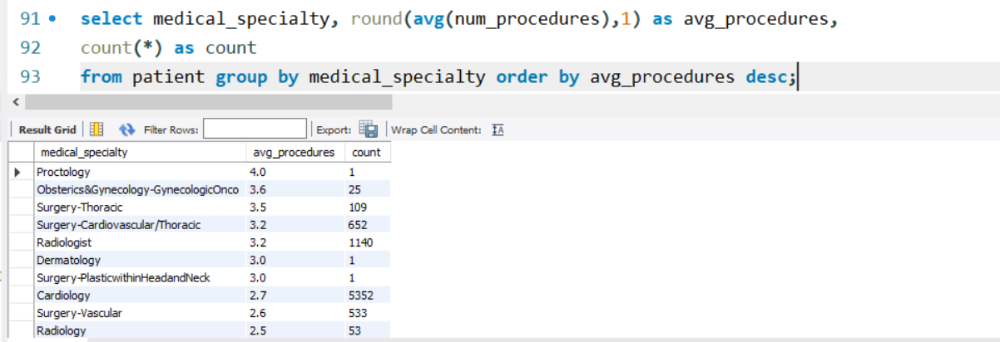 91 select medical_specialty, round(avg(num_procedures),1) as avg_procedures,
92 count(*) as count
93 from patient group by medical_specialty order by avg_procedures desc;
Result Grid Filter Rows: Export: Wrap Cell Content:
medical_specialty avg_procedures count
Proctology 4.0 1
Obsterics&Gynecology-GynecologicOnco 3.6 25
Surgery-Thoracic 3.5 109
Surgery-Cardiovascular/Thoracic 3.2 652
Radiologist 3.2 1140
Dermatology 3.0 1
Surgery-PlasticwithinHeadandNeck 3.0 1
Cardiology 2.7 5352
Surgery-Vascular 2.6 533
Radiology 2.5 53